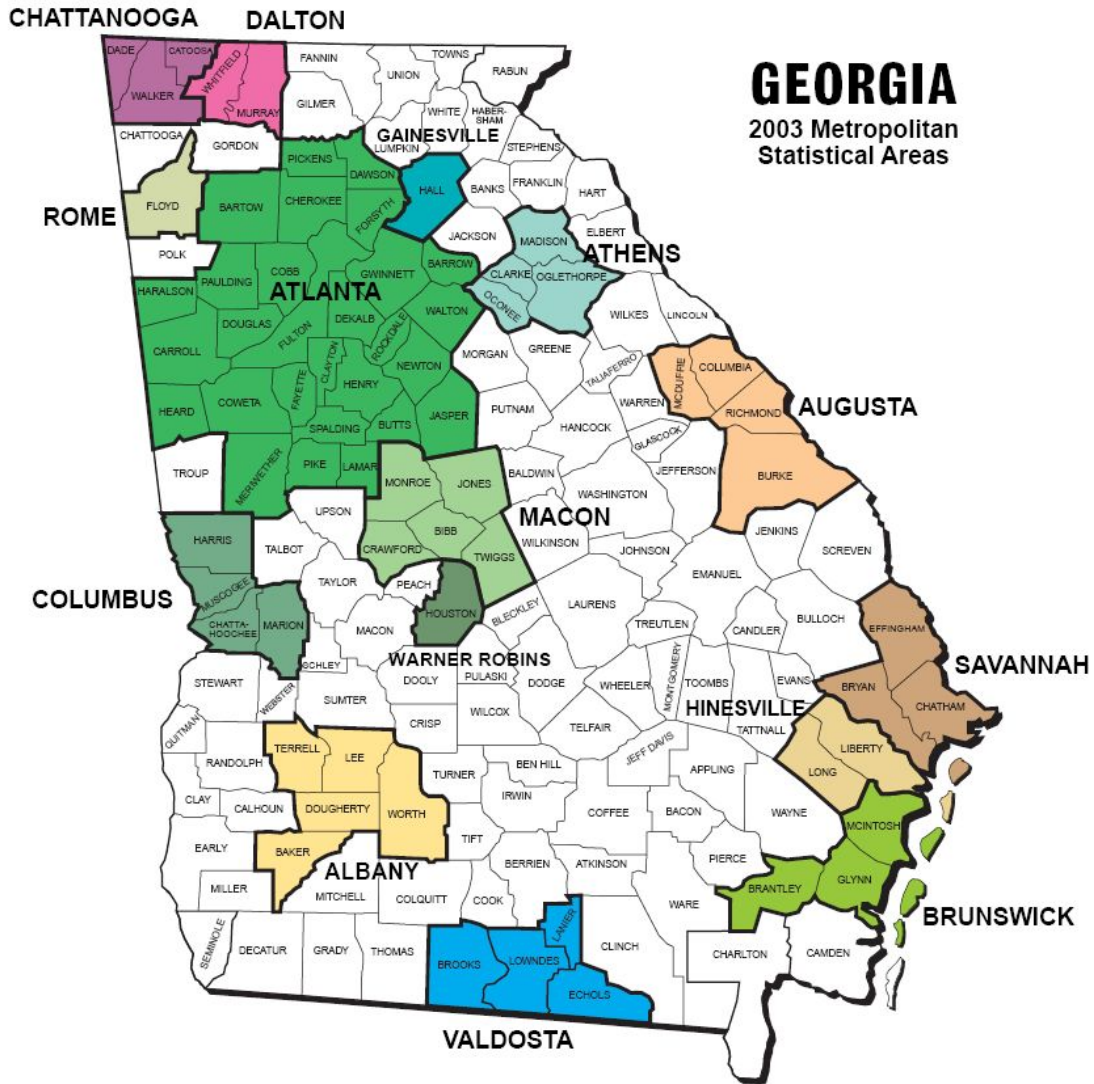 CHATTANOOGA
DALTON
GEORGIA
2003 Metropolitan
Statistical Areas
DADE
CATOOSA
WALKER
WHITFIELD
MURRAY
FANNIN
TOWNS
UNION
RABUN
GILMER
WHITE
HABER-
SHAM
CHATTOOGA
GORDON
GAINESVILLE
LUMPKIN
STEPHENS
PICKENS
DAWSON
HALL
BANKS
FRANKLIN
HART
ROME
FLOYD
BARTOW
CHEROKEE
FORSYTH
JACKSON
MADISON
ELBERT
ATHENS
POLK
PAULDING
COBB
GWINNETT
BARROW
CLARKE
OGLETHORPE
OCONEE
HARALSON
ATLANTA
DOUGLAS
FULTON
DEKALB
ROCKDALE
WALTON
WILKES
LINCOLN
CARROLL
CLAYTON
FAYETTE
HENRY
NEWTON
MORGAN
GREENE
TALIAFERRO
MCDUFFIE
COLUMBIA
AUGUSTA
HEARD
COWETA
SPALDING
BUTTS
JASPER
PUTNAM
HANCOCK
WARREN
GLASCOCK
RICHMOND
TROUP
MERIWETHER
PIKE
LAMAR
MONROE
JONES
BALDWIN
WASHINGTON
JEFFERSON
BURKE
UPSON
BIBB
MACON
WILKINSON
JENKINS
SCREVEN
HARRIS
TALBOT
CRAWFORD
TWIGGS
JOHNSON
EMANUEL
COLUMBUS
MUSCOGEE
CHATTA-
HOOCHEE
MARION
TAYLOR
PEACH
HOUSTON
BLECKLEY
LAURENS
TREUTLEN
CANDLER
BULLOCH
EFFINGHAM
SAVANNAH
MACON
SCHLEY
WARNER ROBINS
DOOLY
PULASKI
DODGE
WHEELER
MONTGOMERY
TOOMBS
EVANS
BRYAN
CHATHAM
STEWART
WEBSTER
SUMTER
CRISP
WILCOX
TELFAIR
HINESVILLE
TATTNALL
QUITMAN
RANDOLPH
TERRELL
LEE
TURNER
BEN HILL
JEFF DAVIS
APPLING
LIBERTY
LONG
CLAY
CALHOUN
DOUGHERTY
WORTH
IRWIN
COFFEE
BACON
WAYNE
MCINTOSH
EARLY
BAKER
ALBANY
TIFT
BERRIEN
ATKINSON
PIERCE
BRANTLEY
GLYNN
BRUNSWICK
MILLER
MITCHELL
COLQUITT
COOK
LANIER
WARE
SEMINOLE
DECATUR
GRADY
THOMAS
BROOKS
LOWNDES
ECHOLS
CLINCH
CHARLTON
CAMDEN
VALDOSTA